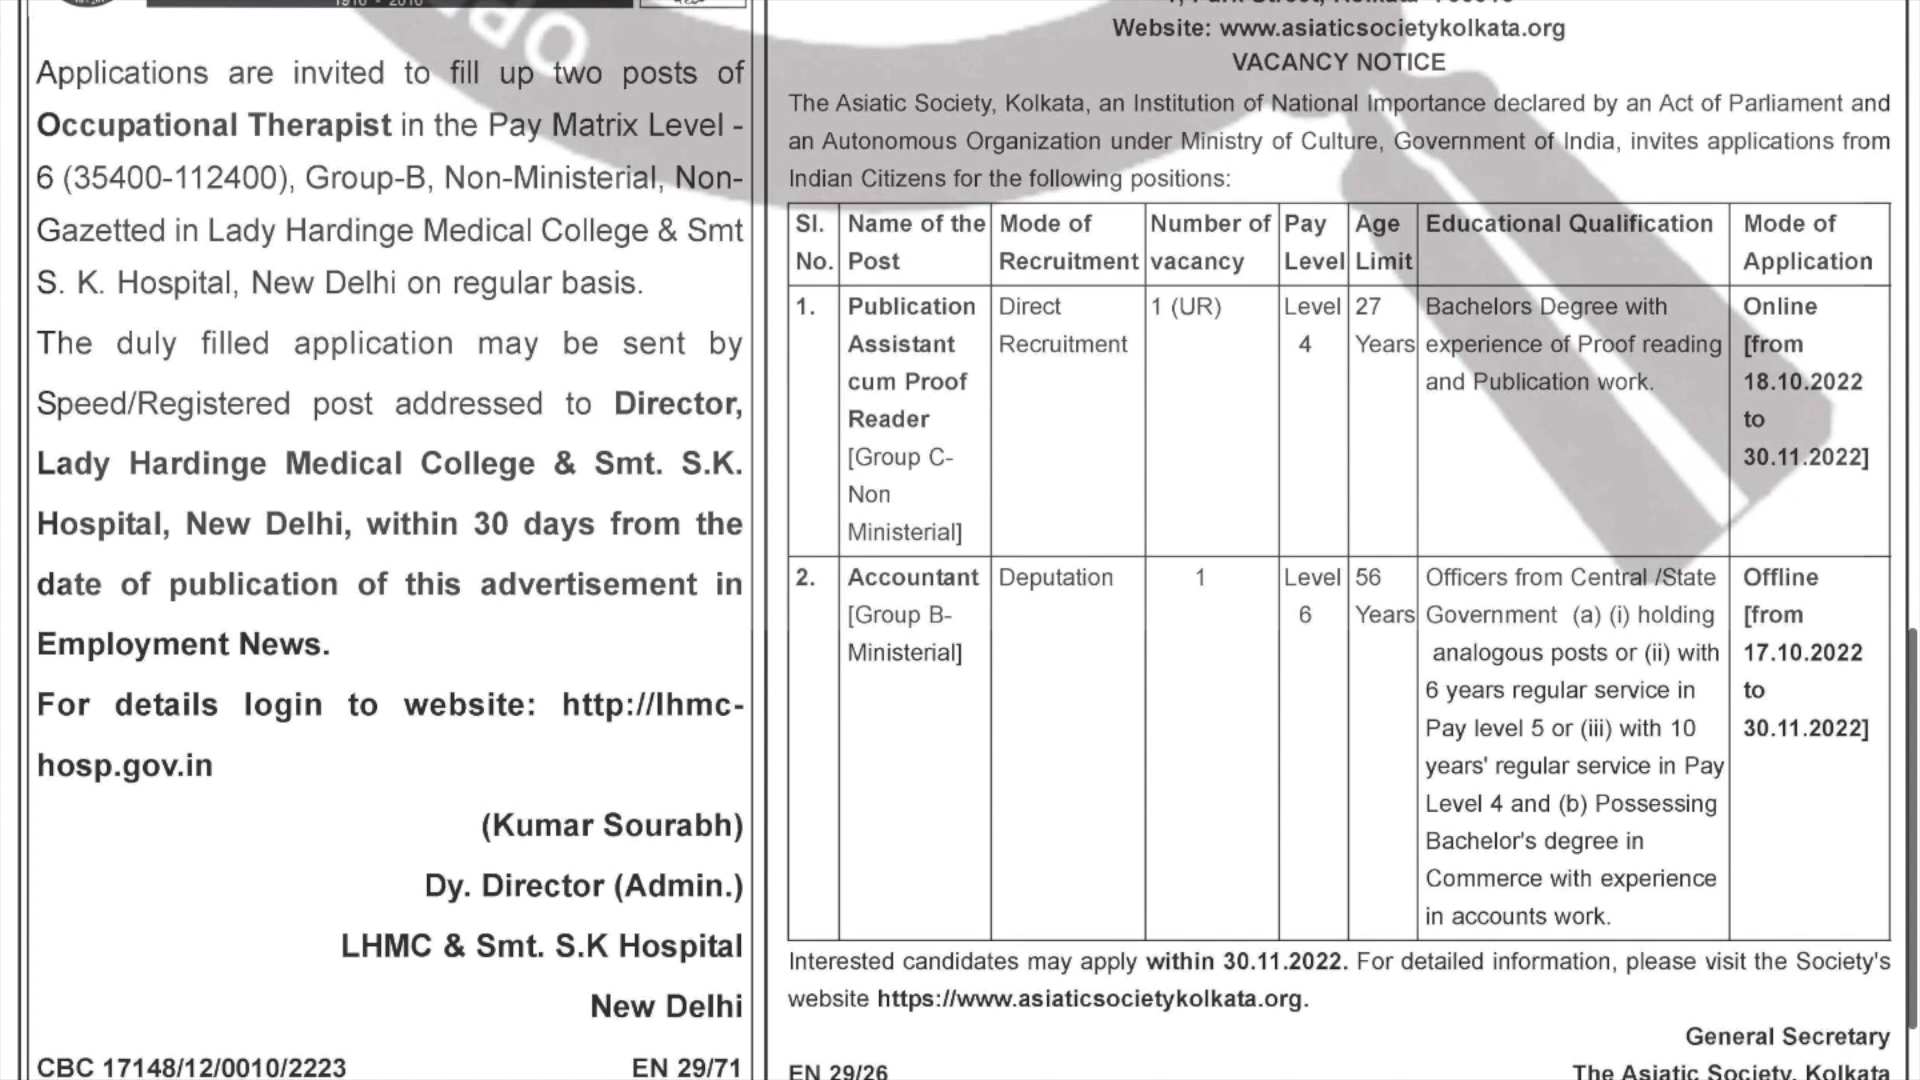 1916 - 2016
Applications are invited to fill up two posts of
Occupational Therapist in the Pay Matrix Level -
6 (35400-112400), Group-B, Non-Ministerial, Non-
Gazetted in Lady Hardinge Medical College & Smt
S. K. Hospital, New Delhi on regular basis.
The duly filled application may be sent by
Speed/Registered post addressed to Director,
Lady Hardinge Medical College & Smt. S.K.
Hospital, New Delhi, within 30 days from the
date of publication of this advertisement in
Employment News.
For details login to website: http://lhmc-
hosp.gov.in
(Kumar Sourabh)
Dy. Director (Admin.)
LHMC & Smt. S.K Hospital
New Delhi
CBC 17148/12/0010/2223 EN 29/71
Website: www.asiaticsocietykolkata.org
VACANCY NOTICE
The Asiatic Society, Kolkata, an Institution of National Importance declared by an Act of Parliament and
an Autonomous Organization under Ministry of Culture, Government of India, invites applications from
Indian Citizens for the following positions:
Sl. Name of the Mode of Number of Pay Age Educational Qualification Mode of
No. Post Recruitment vacancy Level Limit Application
1. Publication Direct 1 (UR) Level 27 Bachelors Degree with Online
Assistant Recruitment 4 Years experience of Proof reading [from
cum Proof and Publication work. 18.10.2022
Reader to
[Group C- 30.11.2022]
Non
Ministerial]
2. Accountant Deputation 1 Level 56 Officers from Central /State Offline
[Group B- 6 Years Government (a) (i) holding [from
Ministerial] analogous posts or (ii) with 17.10.2022
6 years regular service in to
Pay level 5 or (iii) with 10 30.11.2022]
years' regular service in Pay
Level 4 and (b) Possessing
Bachelor's degree in
Commerce with experience
in accounts work.
Interested candidates may apply within 30.11.2022. For detailed information, please visit the Society's
website https://www.asiaticsocietykolkata.org.
General Secretary
EN 29/26 The Asiatic Society, Kolkata